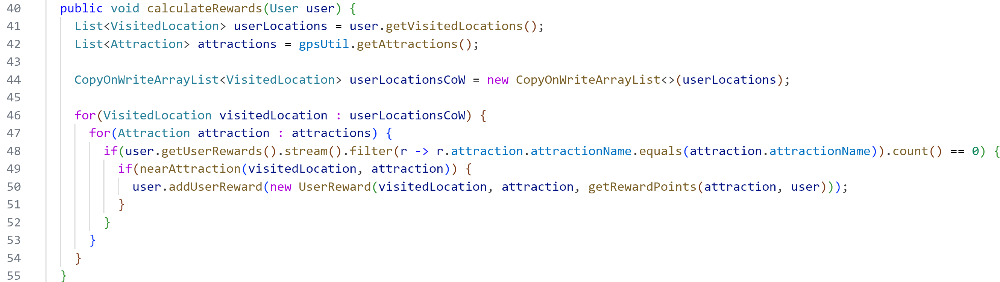 40 public void calculateRewards(User user) {
41 List<VisitedLocation> userLocations = user.getVisitedLocations();
42 List<Attraction> attractions = gpsUtil.getAttractions();
43
44 CopyOnWriteArrayList<VisitedLocation> userLocationsCoW = new CopyOnWriteArrayList<>(userLocations);
45
46 for(VisitedLocation visitedLocation : userLocationsCoW) {
47 for(Attraction attraction : attractions) {
48 if(user.getUserRewards().stream().filter(r -> r.attraction.attractionName.equals(attraction.attractionName)).count() == 0) {
49 if(nearAttraction(visitedLocation, attraction)) {
50 user.addUserReward(new UserReward(visitedLocation, attraction, getRewardPoints(attraction, user)));
51 }
52 }
53 }
54 }
55 }